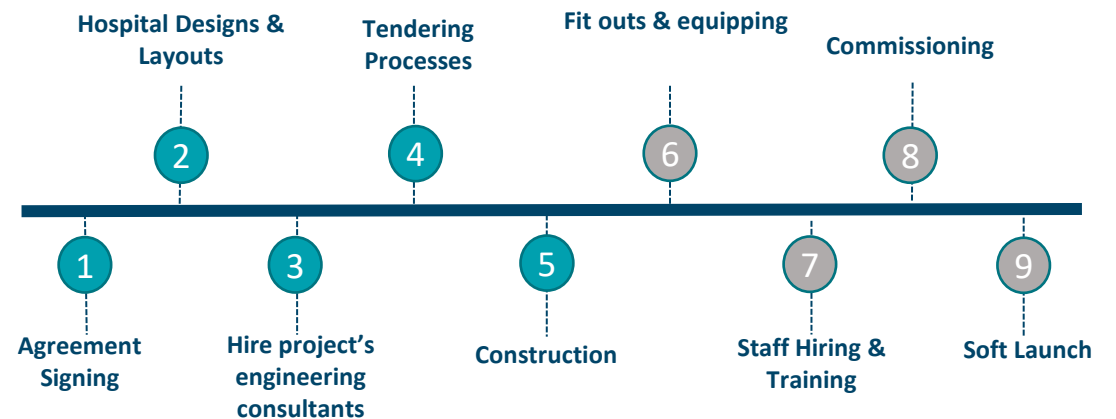 Hospital Designs &
Layouts
Tendering
Processes
Fit outs & equipping
Commissioning
2
4
6
8
1
3
5
7
9
Agreement
Signing
Hire project's
engineering
consultants
Construction
Staff Hiring &
Training
Soft Launch